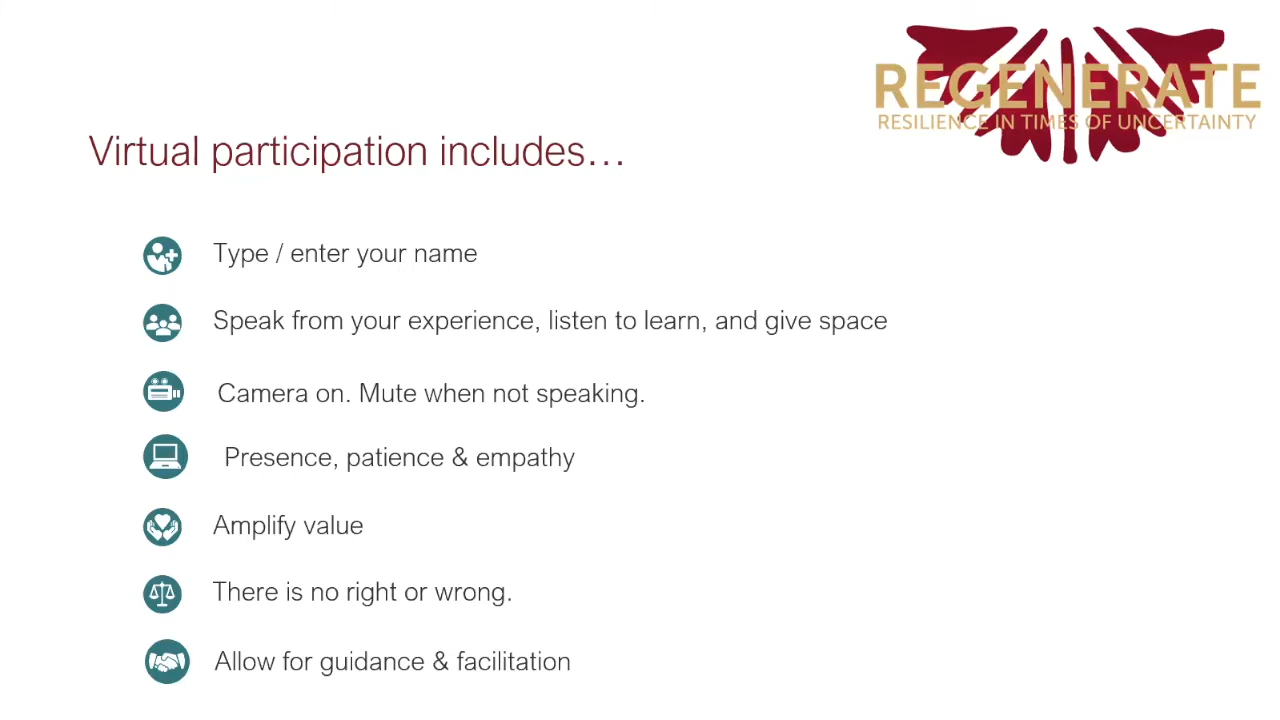 REGENERATE
RESILIENCE IN TIMES OF UNCERTAINTY
Virtual participation includes…
Type / enter your name
Speak from your experience, listen to learn, and give space
Camera on. Mute when not speaking.
Presence, patience & empathy
Amplify value
There is no right or wrong.
Allow for guidance & facilitation